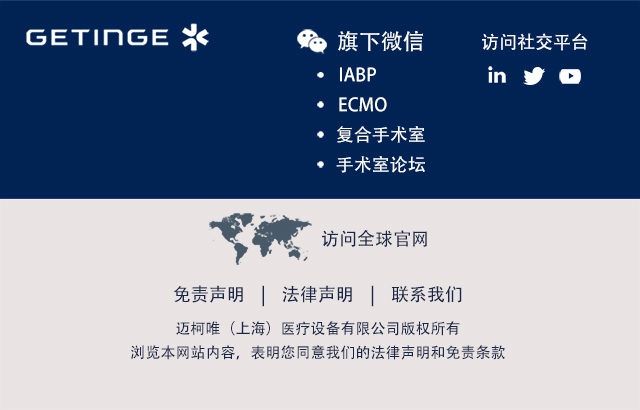 GETINGE
旗下微信
• IABP
• ECMO
• 复合手术室
• 手术室论坛
访问社交平台
in
访问全球官网
免责声明 | 法律声明 | 联系我们
迈柯唯（上海）医疗设备有限公司版权所有
浏览本网站内容，表明您同意我们的法律声明和免责条款